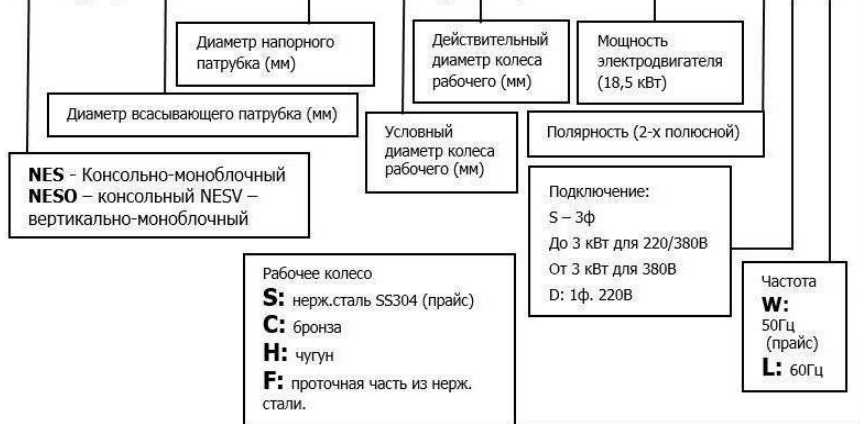 Диаметр напорного
патрубка (мм)
Действительный
диаметр колеса
рабочего (мм)
Мощность
электродвигателя
(18,5 кВт)
Диаметр всасывающего патрубка (мм)
Условный
диаметр колеса
рабочего (мм)
Полярность (2-х полюсной)
NES - Консольно-моноблочный
NESO – консольный NESV –
вертикально-моноблочный
Подключение:
S – 3ф
До 3 кВт для 220/380В
От 3 кВт для 380В
D: 1ф. 220В
Рабочее колесо
S: нерж.сталь SS304 (прайс)
C: бронза
H: чугун
F: проточная часть из нерж.
стали.
Частота
W:
50Гц
(прайс)
L: 60Гц